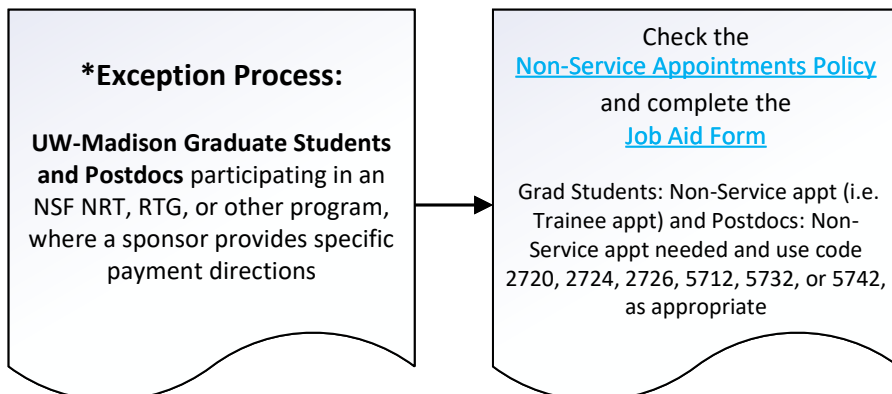 *Exception Process:
UW-Madison Graduate Students
and Postdocs participating in an
NSF NRT, RTG, or other program,
where a sponsor provides specific
payment directions
Check the
Non-Service Appointments Policy
and complete the
Job Aid Form
Grad Students: Non-Service appt (i.e.
Trainee appt) and Postdocs: Non-
Service appt needed and use code
2720, 2724, 2726, 5712, 5732, or 5742,
as appropriate